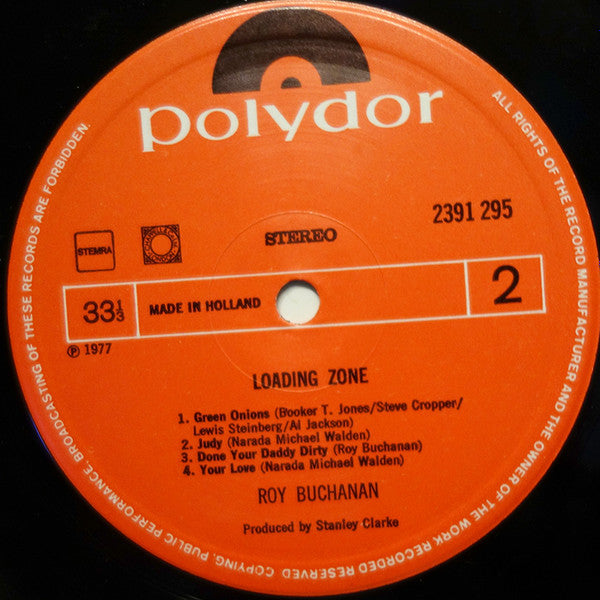 polydor
2391 295
STEREO
STEMRA
33 1/3
MADE IN HOLLAND
2
℗ 1977
LOADING ZONE
1. Green Onions (Booker T. Jones/Steve Cropper/
Lewis Steinberg/Al Jackson)
2. Judy (Narada Michael Walden)
3. Done Your Daddy Dirty (Roy Buchanan)
4. Your Love (Narada Michael Walden)
ROY BUCHANAN
Produced by Stanley Clarke
ALL RIGHTS OF THE RECORD MANUFACTURER AND THE OWNER OF THE WORK RECORDED RESERVED. COPYING, PUBLIC PERFORMANCE, BROADCASTING OF THESE RECORDS ARE FORBIDDEN.